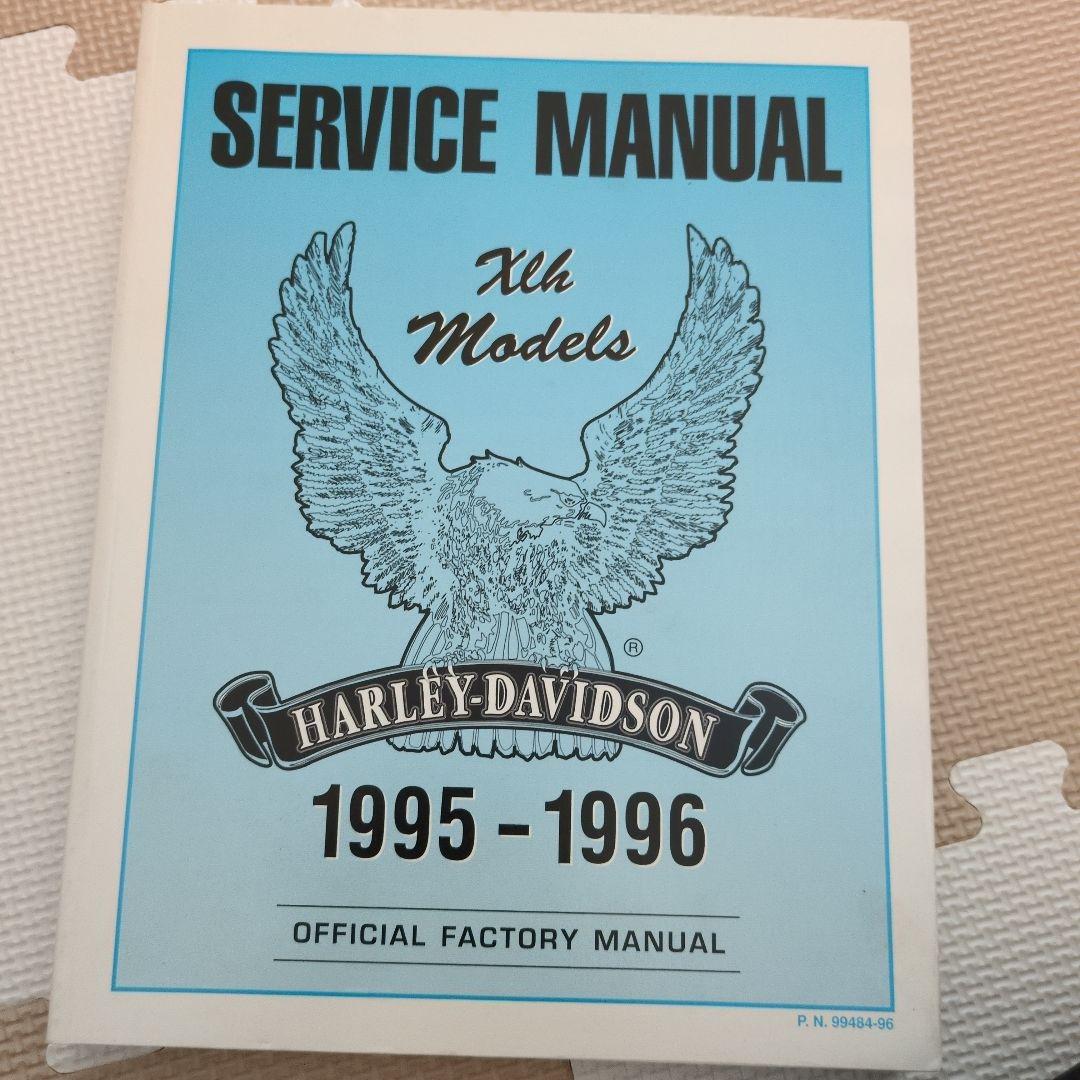 SERVICE MANUAL
Xlh
Models
®
HARLEY-DAVIDSON
1995-1996
OFFICIAL FACTORY MANUAL
P. N. 99484-96